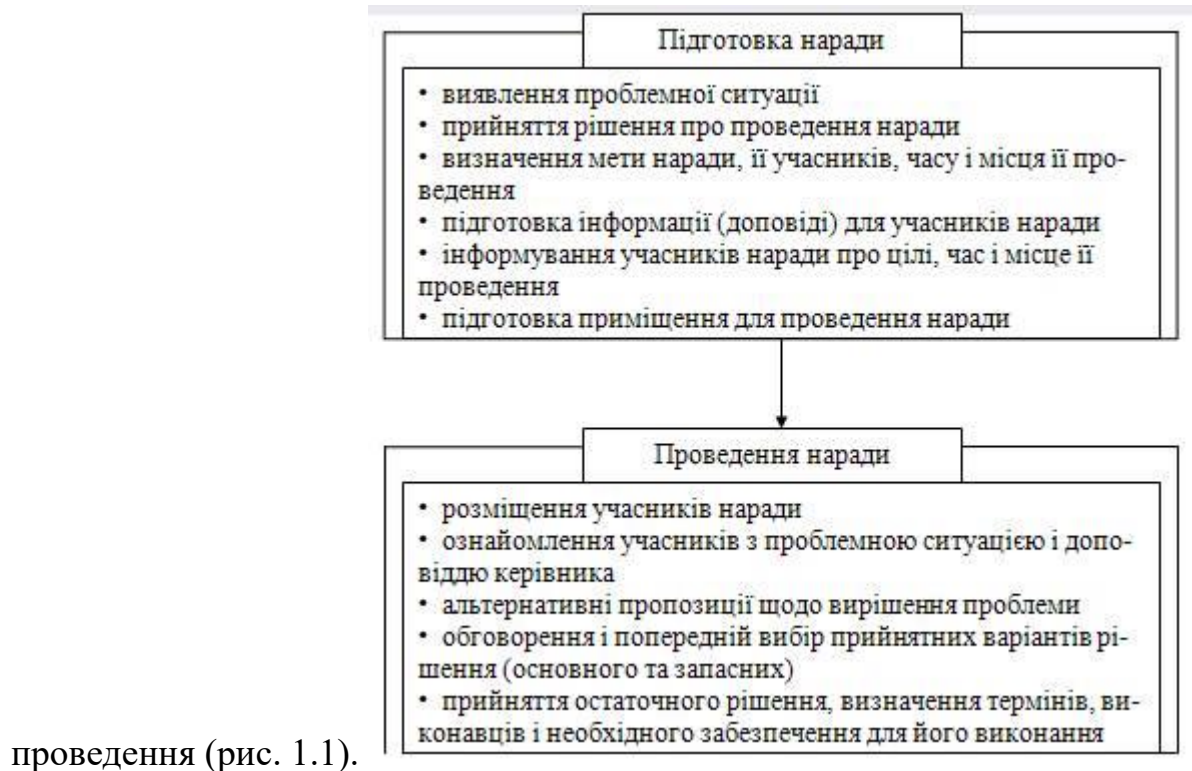 Підготовка наради
• виявлення проблемної ситуації
• прийняття рішення про проведення наради
• визначення мети наради, її учасників, часу і місця її про-
ведення
• підготовка інформації (доповіді) для учасників наради
• інформування учасників наради про цілі, час і місце її
проведення
• підготовка приміщення для проведення наради
Проведення наради
• розміщення учасників наради
• ознайомлення учасників з проблемною ситуацією і допо-
віддю керівника
• альтернативні пропозиції щодо вирішення проблеми
• обговорення і попередній вибір прийнятних варіантів рі-
шення (основного та запасних)
• прийняття остаточного рішення, визначення термінів, ви-
конавців і необхідного забезпечення для його виконання
проведення (рис. 1.1).